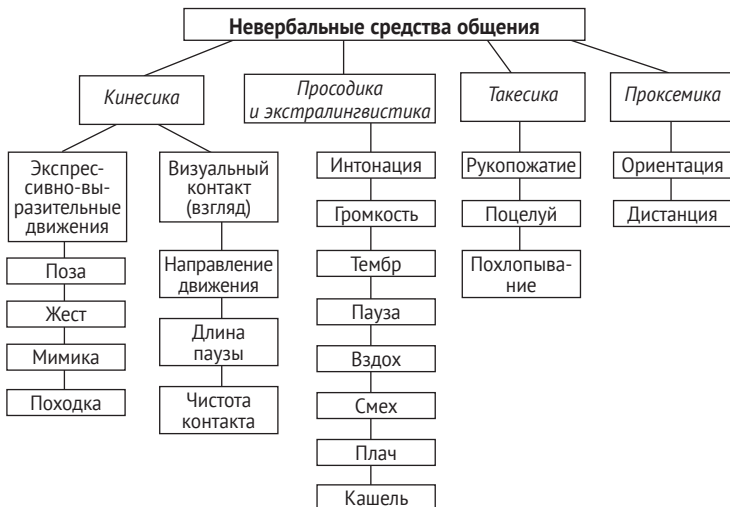 Невербальные средства общения
Кинесика
Просодика
и экстралингвистика
Такесика
Проксемика
Экспрес-
сивно-вы-
разительные
движения
Поза
Жест
Мимика
Походка
Визуальный
контакт
(взгляд)
Направление
движения
Длина
паузы
Чистота
контакта
Интонация
Громкость
Тембр
Пауза
Вздох
Смех
Плач
Кашель
Рукопожатие
Поцелуй
Похлопыва-
ние
Ориентация
Дистанция